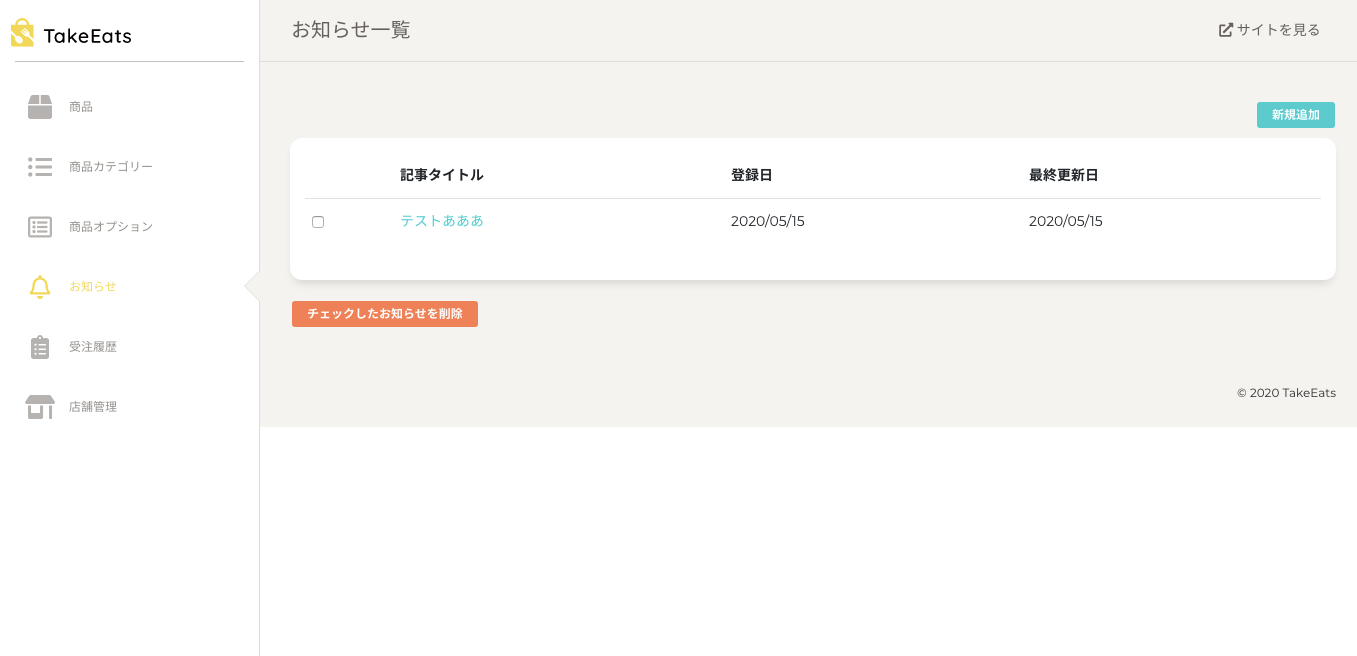 TakeEats
お知らせ一覧
サイトを見る
商品
商品カテゴリー
商品オプション
お知らせ
受注履歴
店舗管理
新規追加
記事タイトル 登録日 最終更新日
テストあああ 2020/05/15 2020/05/15
チェックしたお知らせを削除
© 2020 TakeEats